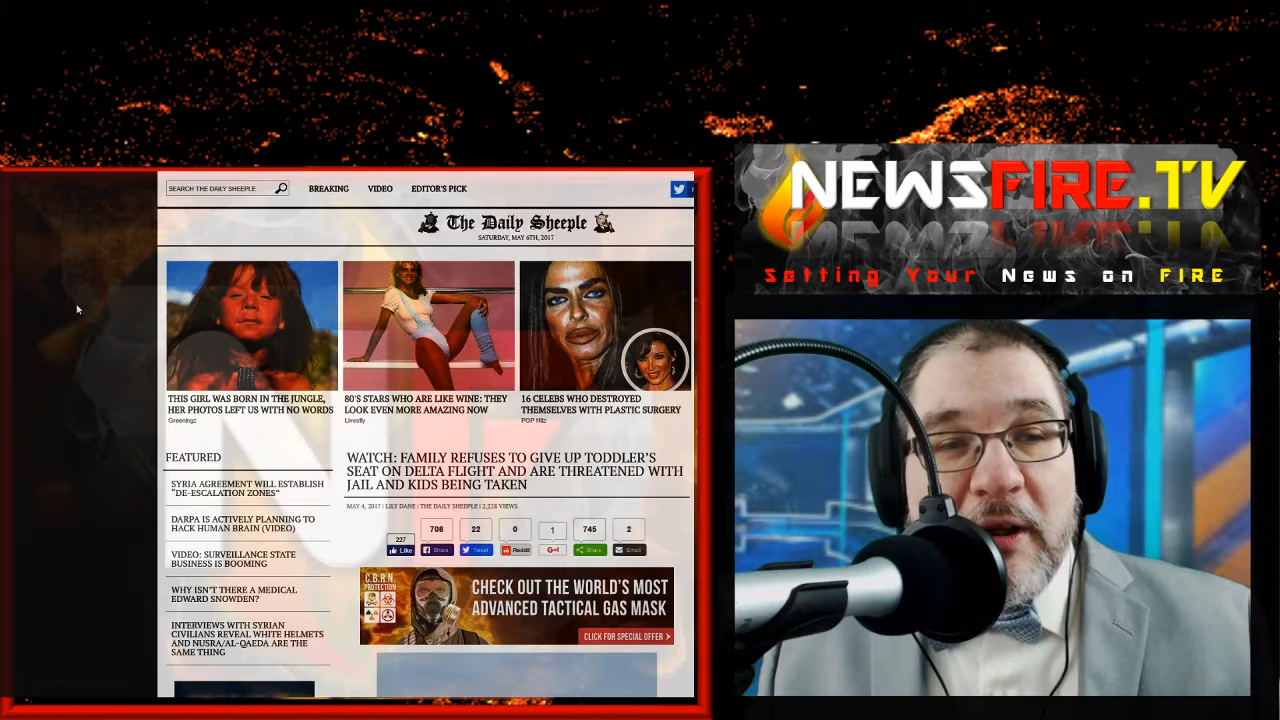 SEARCH THE DAILY SHEEPLE
BREAKING
VIDEO
EDITOR'S PICK
The Daily Sheeple
SATURDAY, MAY 6TH, 2017
THIS GIRL WAS BORN IN THE JUNGLE,
HER PHOTOS LEFT US WITH NO WORDS
Greeningz
80'S STARS WHO ARE LIKE WINE: THEY
LOOK EVEN MORE AMAZING NOW
Livestly
16 CELEBS WHO DESTROYED
THEMSELVES WITH PLASTIC SURGERY
POP Hitz
FEATURED
SYRIA AGREEMENT WILL ESTABLISH
"DE-ESCALATION ZONES"
DARPA IS ACTIVELY PLANNING TO
HACK HUMAN BRAIN (VIDEO)
VIDEO: SURVEILLANCE STATE
BUSINESS IS BOOMING
WHY ISN'T THERE A MEDICAL
EDWARD SNOWDEN?
INTERVIEWS WITH SYRIAN
CIVILIANS REVEAL WHITE HELMETS
AND NUSRA/AL-QAEDA ARE THE
SAME THING
WATCH: FAMILY REFUSES TO GIVE UP TODDLER'S
SEAT ON DELTA FLIGHT AND ARE THREATENED WITH
JAIL AND KIDS BEING TAKEN
MAY 4, 2017 | LILY DANE | THE DAILY SHEEPLE | 2,228 VIEWS
227 708 22 0 1 745 2
Like Share Tweet Reddit G+1 Share Email
C.B.R.N.
PROTECTION
CHECK OUT THE WORLD'S MOST
ADVANCED TACTICAL GAS MASK
CLICK FOR SPECIAL OFFER >
NEWSFIRE.TV
Setting Your News on FIRE